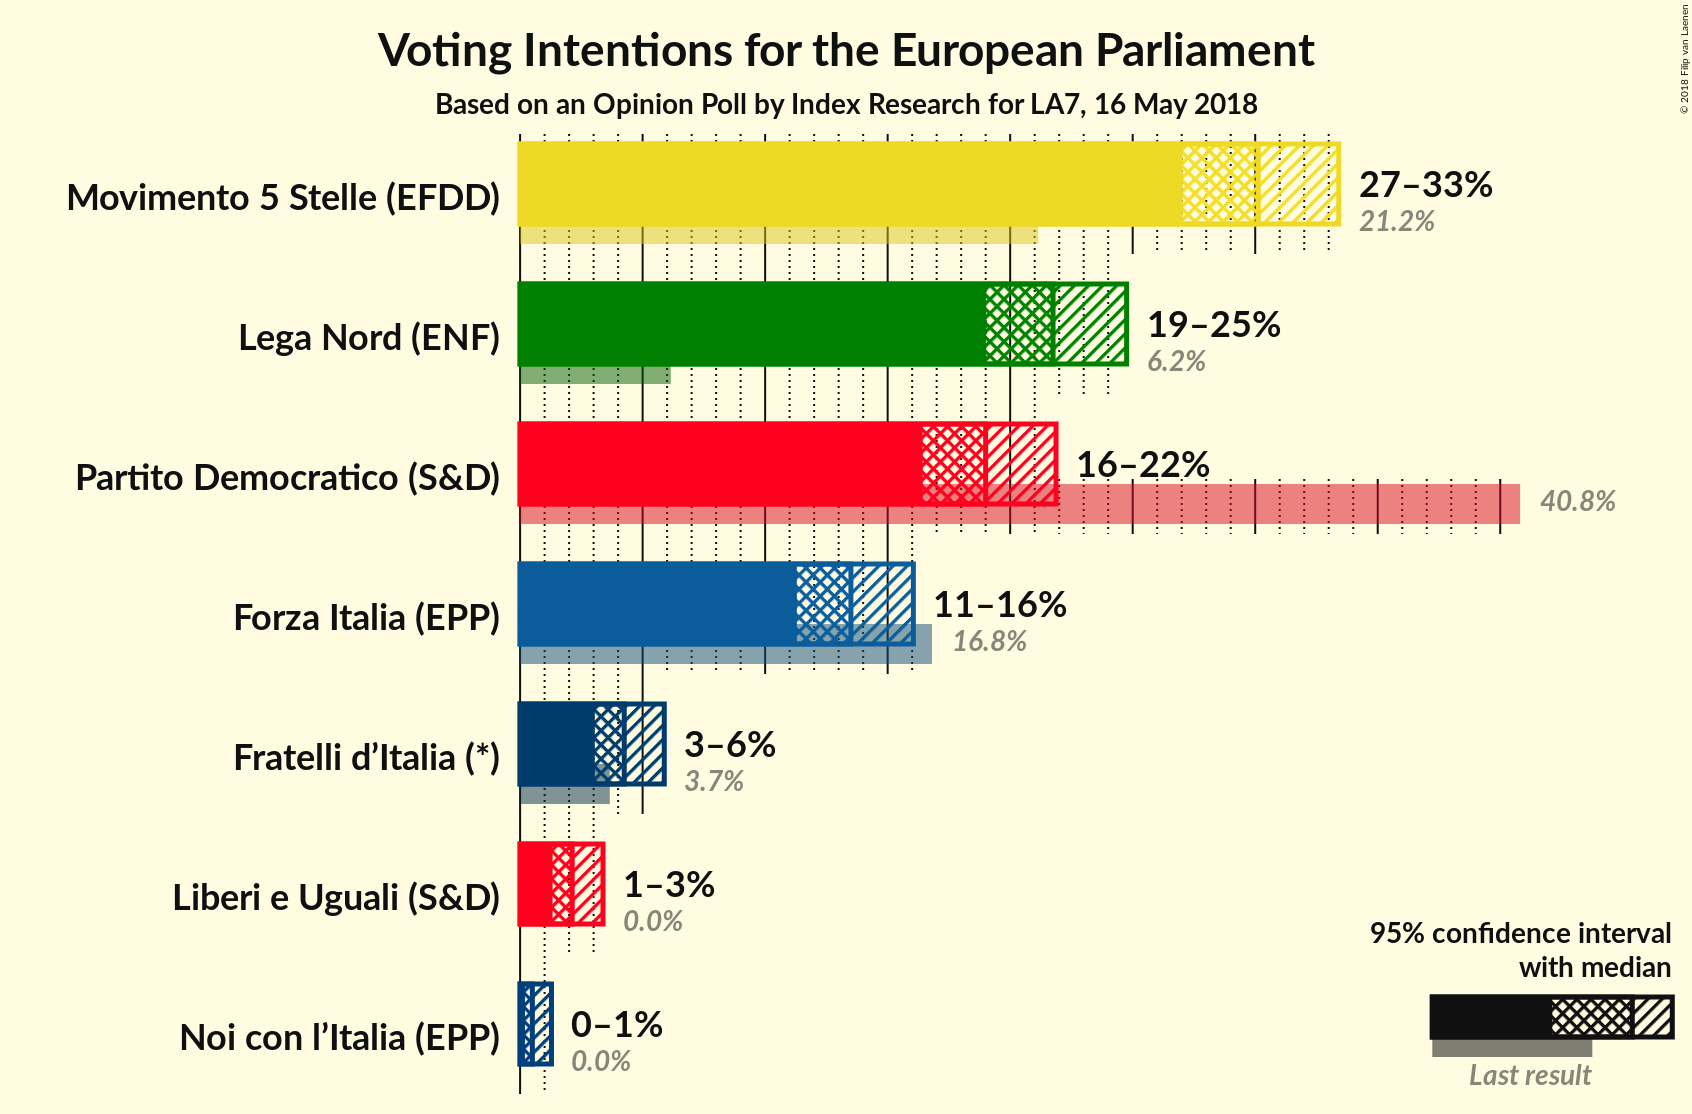 Voting Intentions for the European Parliament
Based on an Opinion Poll by Index Research for LA7, 16 May 2018
© 2018 Filip van Laenen
Movimento 5 Stelle (EFDD)
27–33%
21.2%
Lega Nord (ENF)
19–25%
6.2%
Partito Democratico (S&D)
16–22%
40.8%
Forza Italia (EPP)
11–16%
16.8%
Fratelli d’Italia (*)
3–6%
3.7%
Liberi e Uguali (S&D)
1–3%
0.0%
Noi con l’Italia (EPP)
0–1%
0.0%
95% confidence interval
with median
Last result